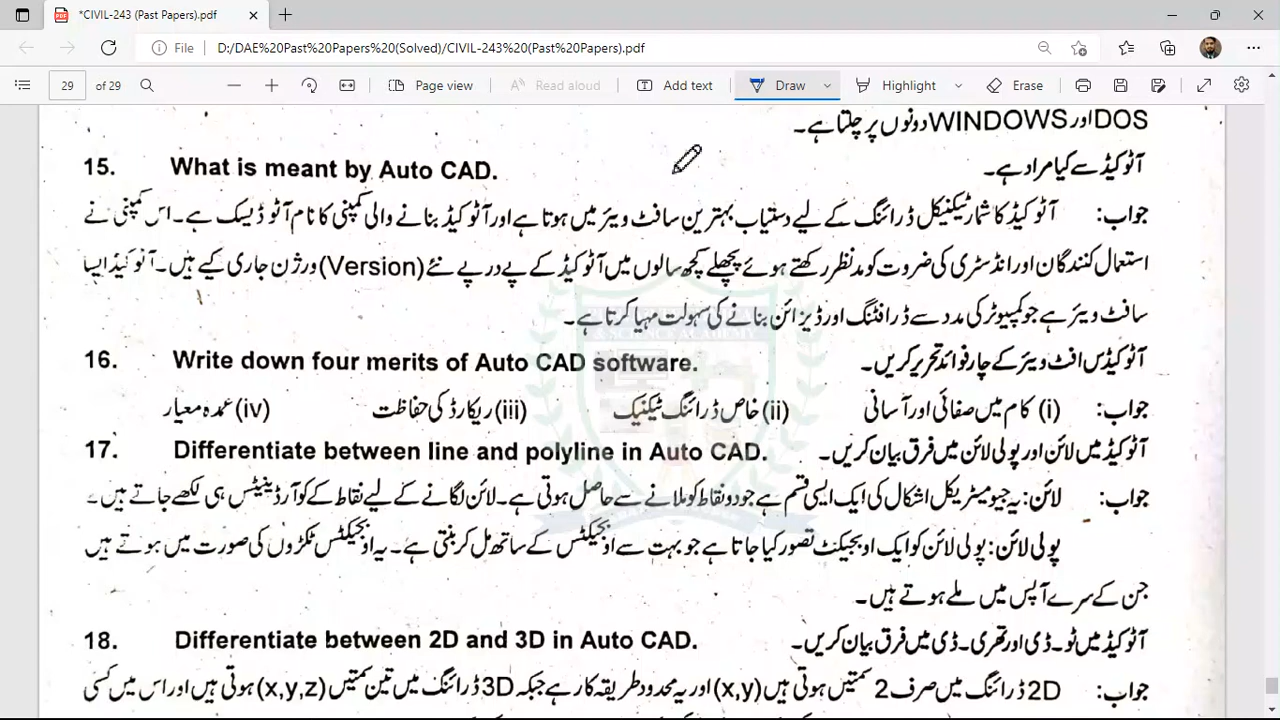 *CIVIL-243 (Past Papers).pdf
File D:/DAE%20Past%20Papers%20(Solved)/CIVIL-243%20(Past%20Papers).pdf
29 of 29 Page view Read aloud Add text Draw Highlight Erase
DOS اور WINDOWS دونوں پر چلتا ہے۔
15. What is meant by Auto CAD. آٹو کیڈ سے کیا مراد ہے۔
جواب: آٹو کیڈ کا شمار ٹیکنیکل ڈرائنگ کے لیے دستیاب بہترین سافٹ ویئر میں ہوتا ہے اور آٹو کیڈ بنانے والی کمپنی کا نام آٹو ڈیسک ہے۔ اس کمپنی نے
استعمال کنندگان اور انڈسٹری کی ضروت کو مدنظر رکھتے ہوئے پچھلے کچھ سالوں میں آٹو کیڈ کے پے در پے نئے (Version) ورژن جاری کیے ہیں۔ آٹو کیڈ ایسا
سافٹ ویئر ہے جو کمپیوٹر کی مدد سے ڈرافٹنگ اور ڈیزائن بنانے کی سہولت مہیا کرتا ہے۔
16. Write down four merits of Auto CAD software. آٹو کیڈ س افٹ ویئر کے چار فوائد تحریر کریں۔
جواب: (i) کام میں صفائی اور آسانی (ii) خاص ڈرائنگ ٹیکنیک (iii) ریکارڈ کی حفاظت (iv) عمدہ معیار
17. Differentiate between line and polyline in Auto CAD. آٹو کیڈ میں لائن اور پولی لائن میں فرق بیان کریں۔
جواب: لائن: یہ جیومیٹریکل اشکال کی ایک ایسی قسم ہے جو دو نقاط کو ملانے سے حاصل ہوتی ہے۔ لائن لگانے کے لیے نقاط کے کو آرڈینیٹس ہی لکھے جاتے ہیں۔
پولی لائن: پولی لائن کو ایک اوبجیکٹ تصور کیا جاتا ہے جو بہت سے اوبجیکٹس کے ساتھ مل کر بنتی ہے۔ یہ اوبجیکٹس ٹکڑوں کی صورت میں ہوتے ہیں
جن کے سرے آپس میں ملے ہوتے ہیں۔
18. Differentiate between 2D and 3D in Auto CAD. آٹو کیڈ میں ٹو۔ڈی اور تھری۔ڈی میں فرق بیان کریں۔
جواب: 2D ڈرائنگ میں صرف 2 سمتیں ہوتی ہیں (x,y) اور یہ محدود طریقہ کار ہے جبکہ 3D ڈرائنگ میں تین سمتیں (x,y,z) ہوتی ہیں اور اس میں کسی